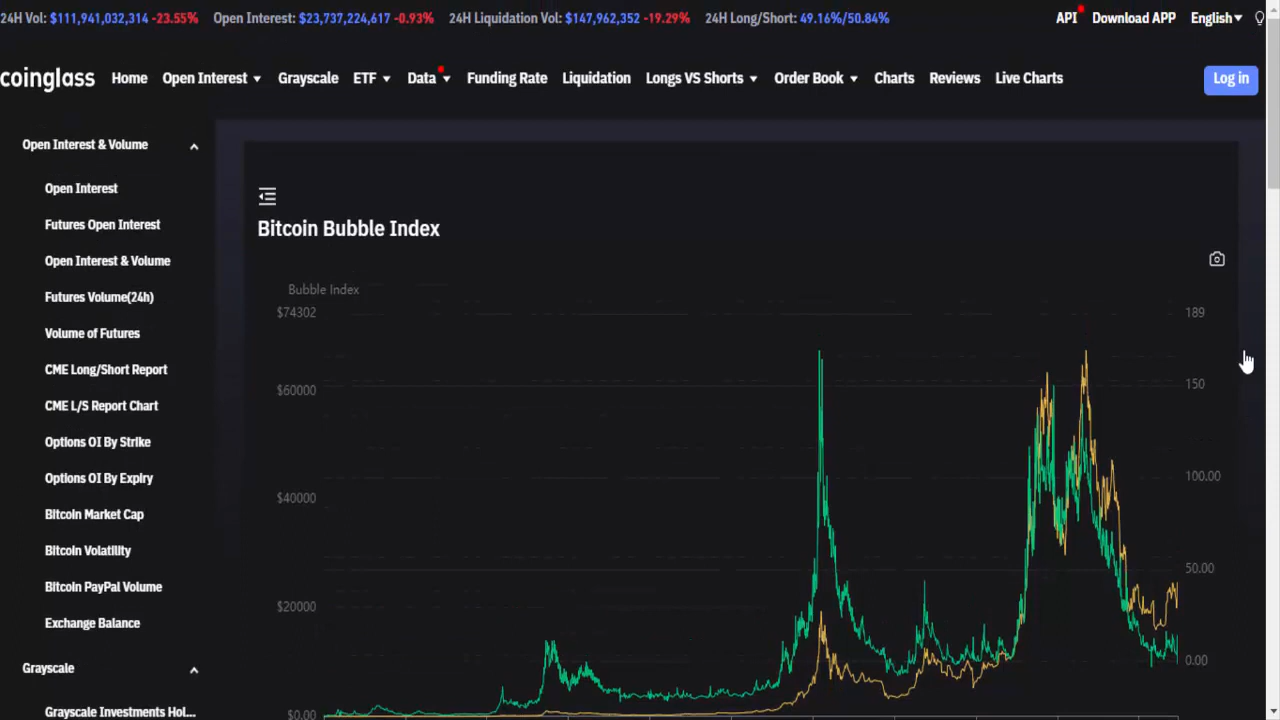 24H Vol: $111,941,032,314 -23.55% Open Interest: $23,737,224,617 -0.93% 24H Liquidation Vol: $147,962,352 -19.29% 24H Long/Short: 49.16%/50.84% API Download APP English
coinglass Home Open Interest Grayscale ETF Data Funding Rate Liquidation Longs VS Shorts Order Book Charts Reviews Live Charts Log in
Open Interest & Volume
Open Interest
Futures Open Interest
Open Interest & Volume
Futures Volume(24h)
Volume of Futures
CME Long/Short Report
CME L/S Report Chart
Options OI By Strike
Options OI By Expiry
Bitcoin Market Cap
Bitcoin Volatility
Bitcoin PayPal Volume
Exchange Balance
Grayscale
Grayscale Investments Hol...
Bitcoin Bubble Index
Bubble Index
$74302 189
$60000 150
$40000 100.00
50.00
$20000
0.00
$0.00